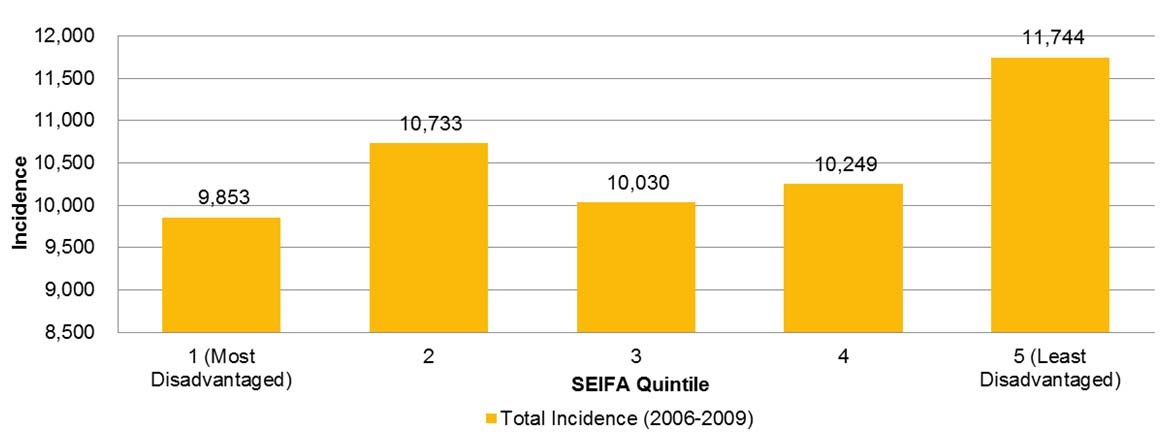 12,000
11,500
11,000
10,500
10,000
9,500
9,000
8,500
Incidence
9,853
10,733
10,030
10,249
11,744
1 (Most
Disadvantaged)
2
3
4
5 (Least
Disadvantaged)
SEIFA Quintile
Total Incidence (2006-2009)